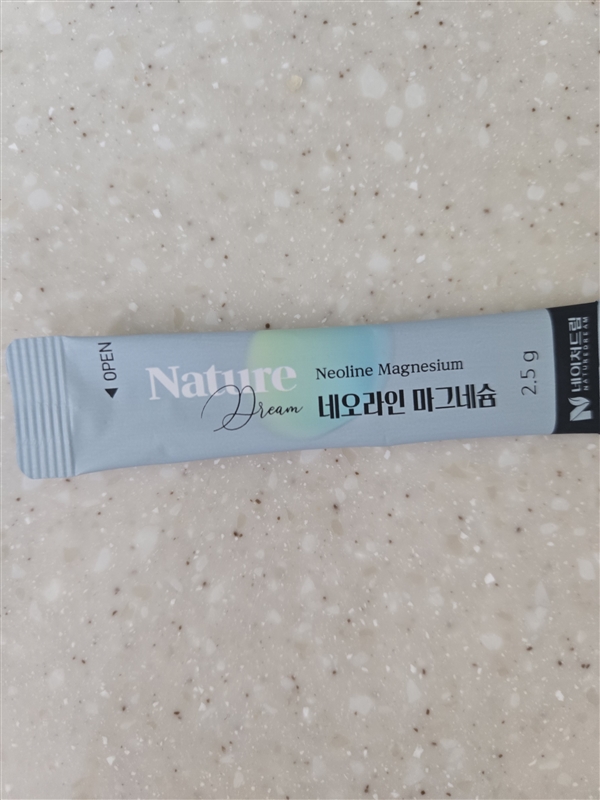 ◀ OPEN
Nature
Dream
Neoline Magnesium
네오라인 마그네슘
2.5 g
N 네이처드림
NATUREDREAM